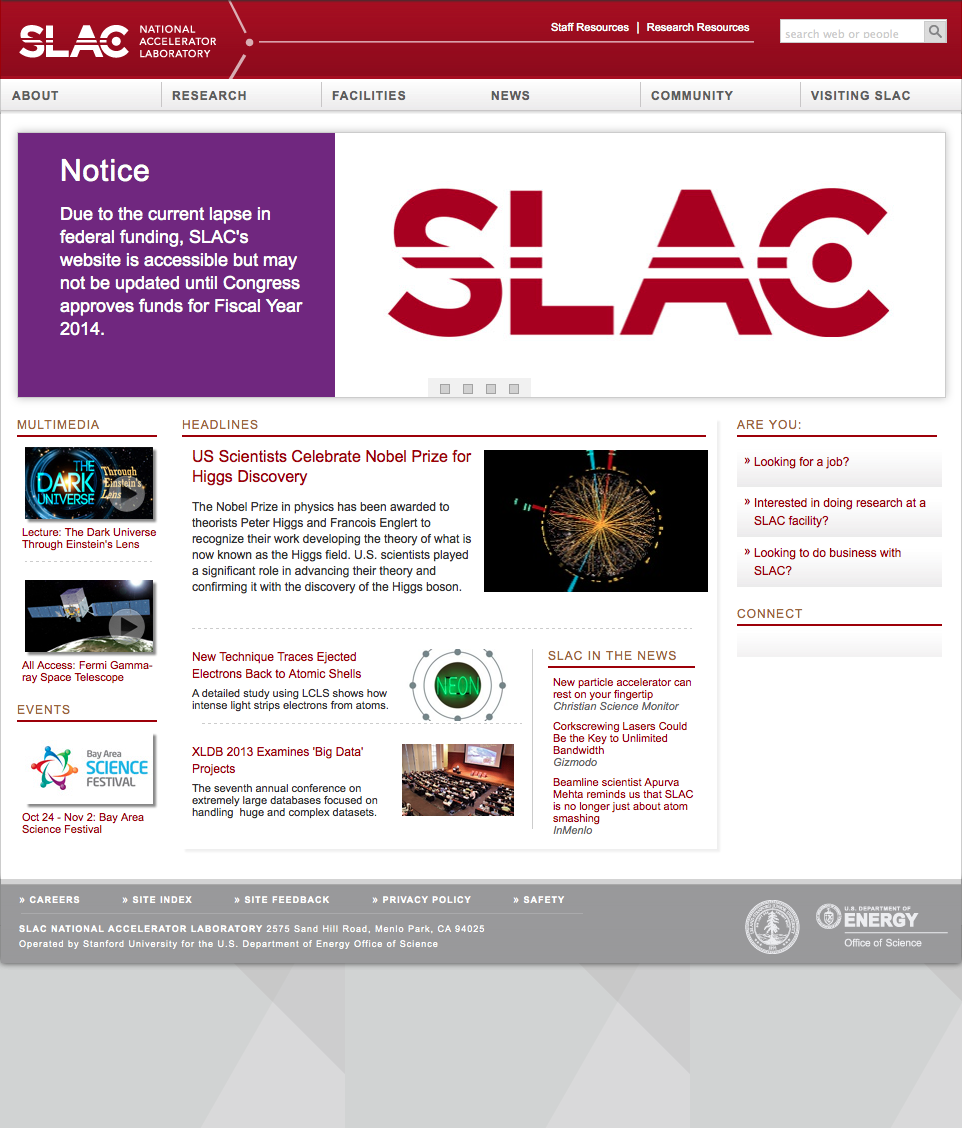 SLAC
NATIONAL
ACCELERATOR
LABORATORY
Staff Resources | Research Resources
search web or people
ABOUT
RESEARCH
FACILITIES
NEWS
COMMUNITY
VISITING SLAC
Notice
Due to the current lapse in
federal funding, SLAC's
website is accessible but may
not be updated until Congress
approves funds for Fiscal Year
2014.
SLAC
MULTIMEDIA
THE
DARK
UNIVERSE
Through
Einstein's
Lens
Lecture: The Dark Universe
Through Einstein's Lens
All Access: Fermi Gamma-
ray Space Telescope
EVENTS
Bay Area
SCIENCE
FESTIVAL
Oct 24 - Nov 2: Bay Area
Science Festival
HEADLINES
US Scientists Celebrate Nobel Prize for
Higgs Discovery
The Nobel Prize in physics has been awarded to
theorists Peter Higgs and Francois Englert to
recognize their work developing the theory of what is
now known as the Higgs field. U.S. scientists played
a significant role in advancing their theory and
confirming it with the discovery of the Higgs boson.
New Technique Traces Ejected
Electrons Back to Atomic Shells
A detailed study using LCLS shows how
intense light strips electrons from atoms.
NEON
XLDB 2013 Examines 'Big Data'
Projects
The seventh annual conference on
extremely large databases focused on
handling  huge and complex datasets.
SLAC IN THE NEWS
New particle accelerator can
rest on your fingertip
Christian Science Monitor
Corkscrewing Lasers Could
Be the Key to Unlimited
Bandwidth
Gizmodo
Beamline scientist Apurva
Mehta reminds us that SLAC
is no longer just about atom
smashing
InMenlo
ARE YOU:
» Looking for a job?
» Interested in doing research at a
SLAC facility?
» Looking to do business with
SLAC?
CONNECT
» CAREERS
» SITE INDEX
» SITE FEEDBACK
» PRIVACY POLICY
» SAFETY
SLAC NATIONAL ACCELERATOR LABORATORY 2575 Sand Hill Road, Menlo Park, CA 94025
Operated by Stanford University for the U.S. Department of Energy Office of Science
U.S. DEPARTMENT OF
ENERGY
Office of Science